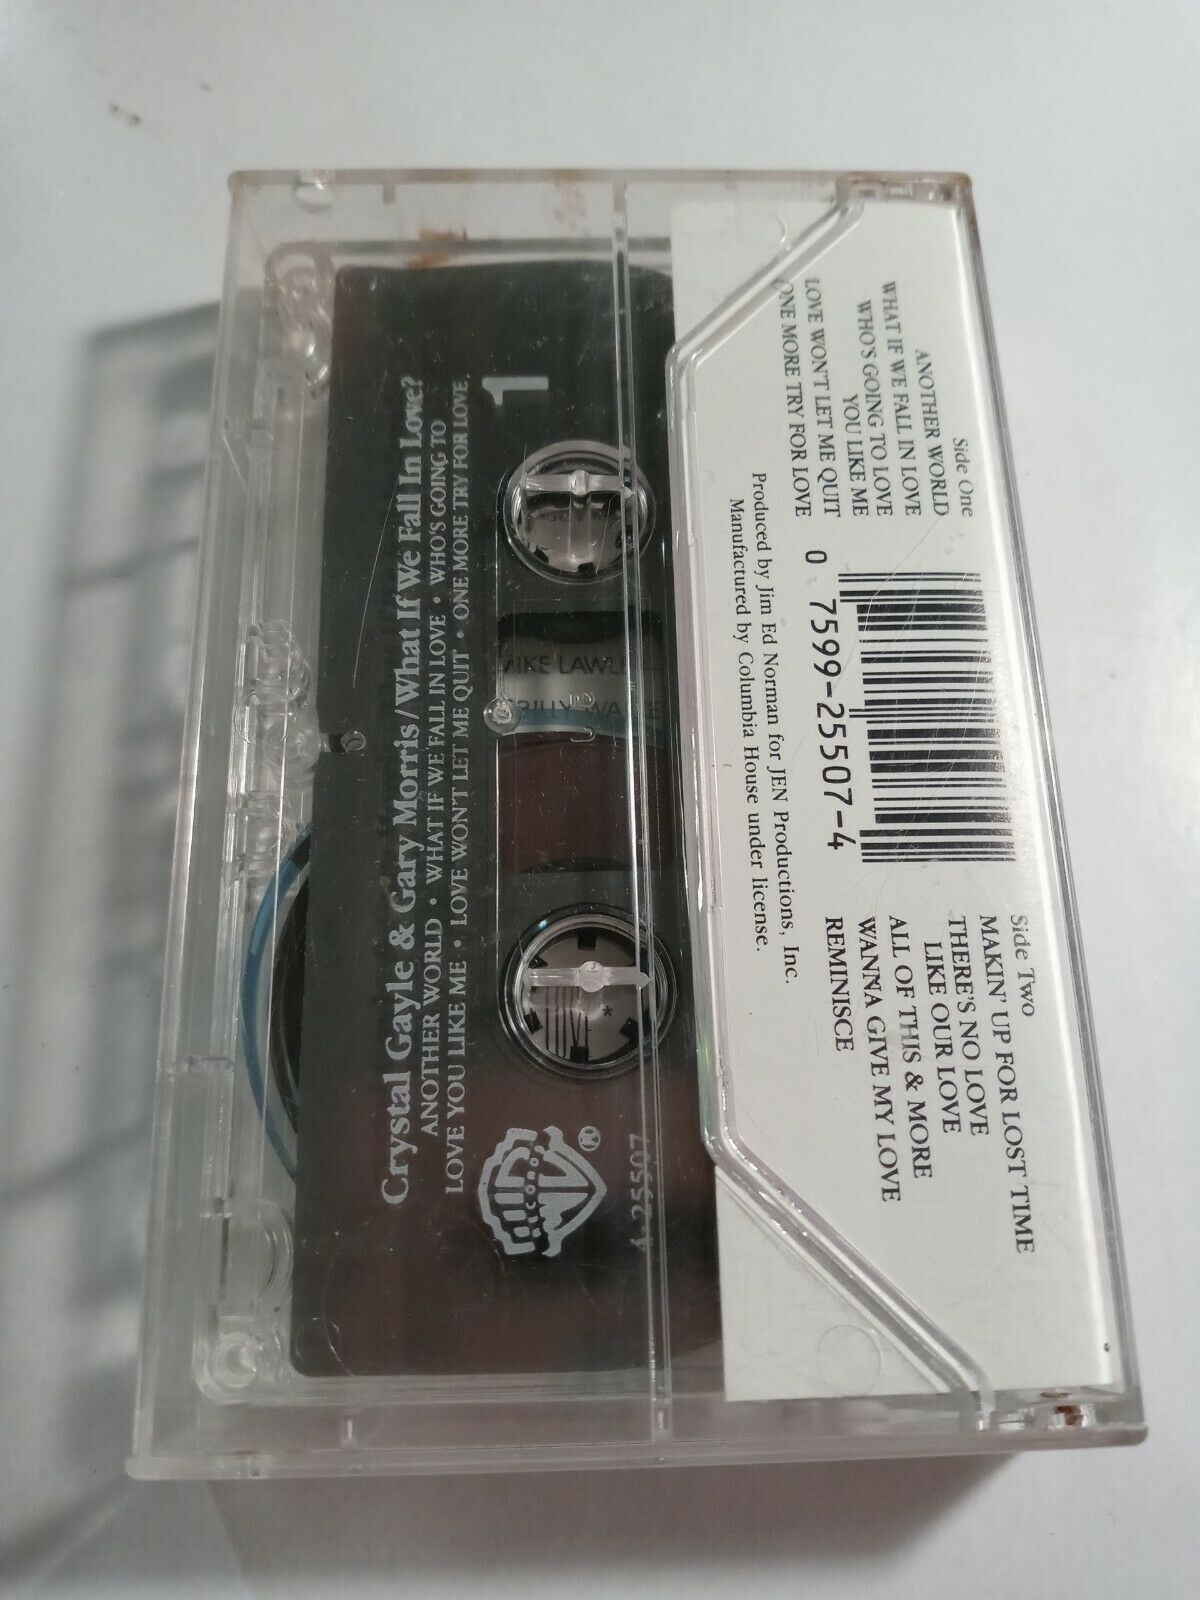 Crystal Gayle & Gary Morris/What If We Fall In Love?
ANOTHER WORLD • WHAT IF WE FALL IN LOVE • WHO'S GOING TO
LOVE YOU LIKE ME • LOVE WON'T LET ME QUIT • ONE MORE TRY FOR LOVE
1
MIKE
RECORDS
®
4-25507
Side One
ANOTHER WORLD
WHAT IF WE FALL IN LOVE
WHO'S GOING TO LOVE
YOU LIKE ME
LOVE WON'T LET ME QUIT
ONE MORE TRY FOR LOVE
0 7599-25507-4
Side Two
MAKIN' UP FOR LOST TIME
THERE'S NO LOVE
LIKE OUR LOVE
ALL OF THIS & MORE
WANNA GIVE MY LOVE
REMINISCE
Produced by Jim Ed Norman for JEN Productions, Inc.
Manufactured by Columbia House under license.